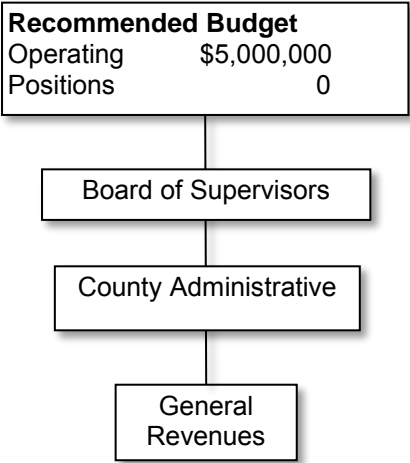 Recommended Budget
Operating $5,000,000
Positions 0
Board of Supervisors
County Administrative
General
Revenues